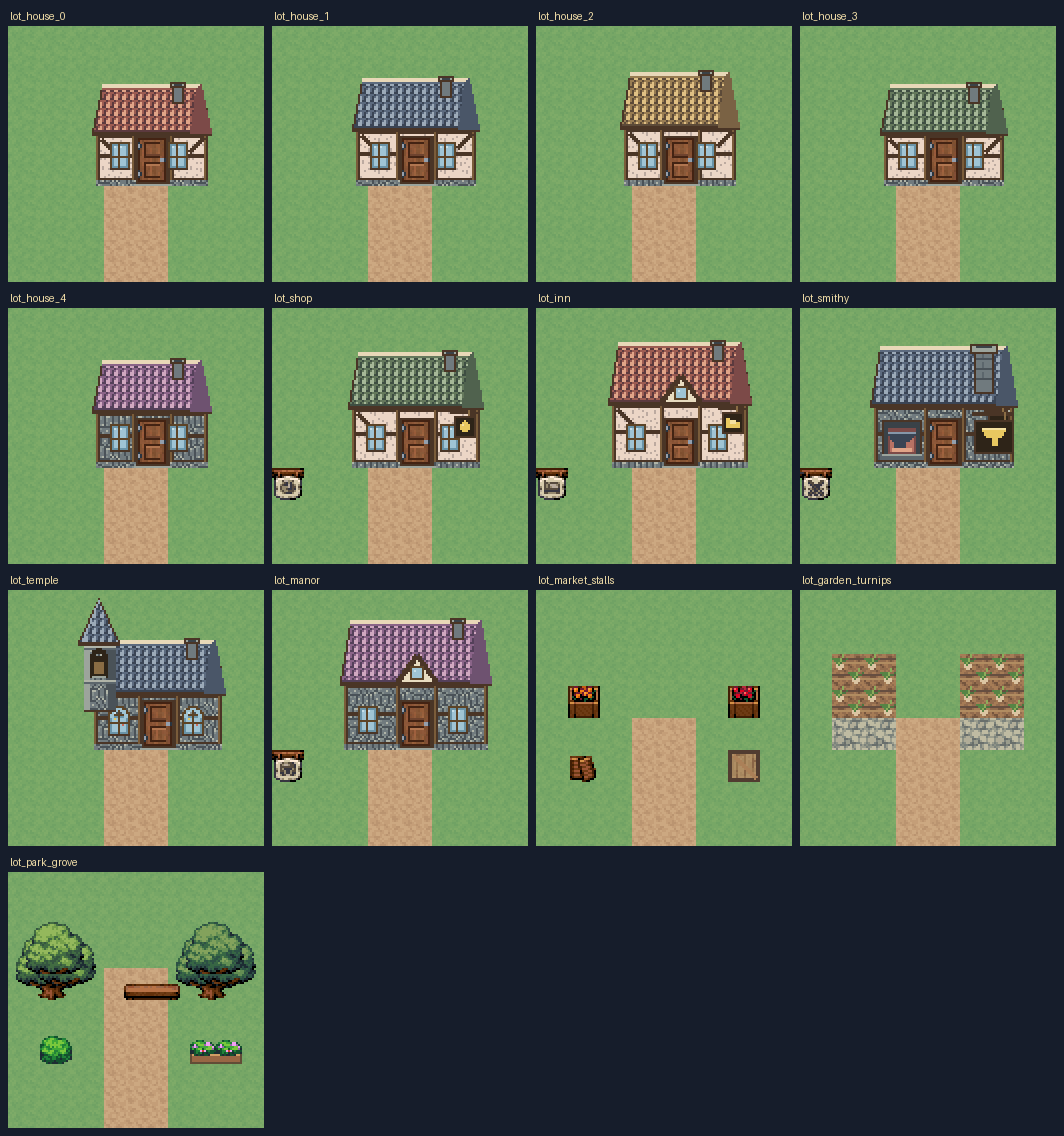 lot_house_0
lot_house_1
lot_house_2
lot_house_3
lot_house_4
lot_shop
lot_inn
lot_smithy
lot_temple
lot_manor
lot_market_stalls
lot_garden_turnips
lot_park_grove